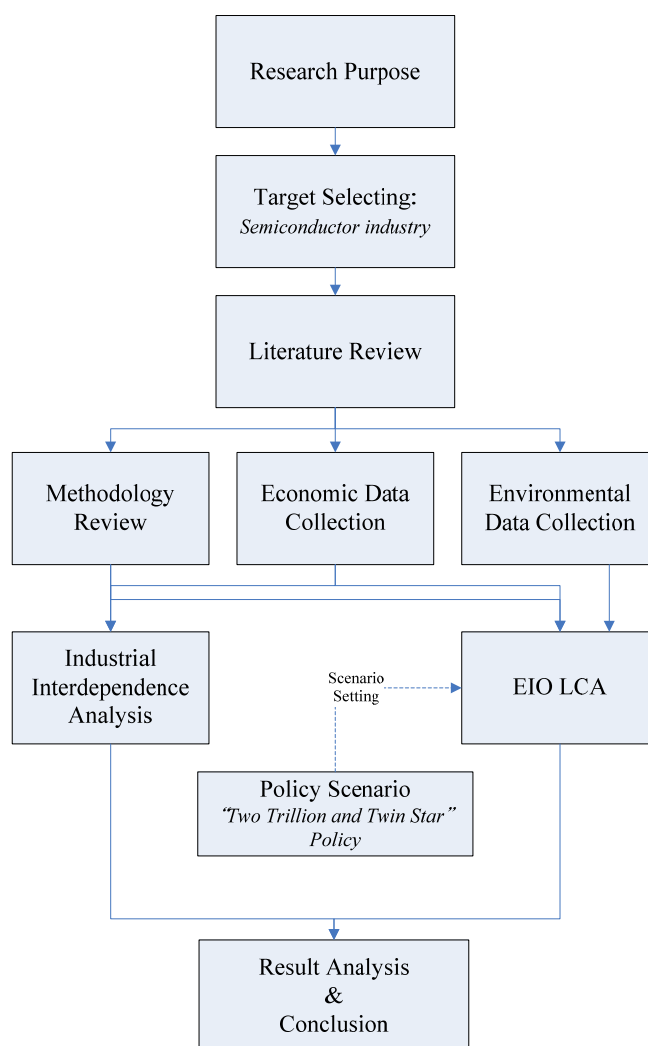 Research Purpose
Target Selecting:
Semiconductor industry
Literature Review
Methodology
Review
Economic Data
Collection
Environmental
Data Collection
Industrial
Interdependence
Analysis
Scenario
Setting
EIO LCA
Policy Scenario
“Two Trillion and Twin Star”
Policy
Result Analysis
&
Conclusion